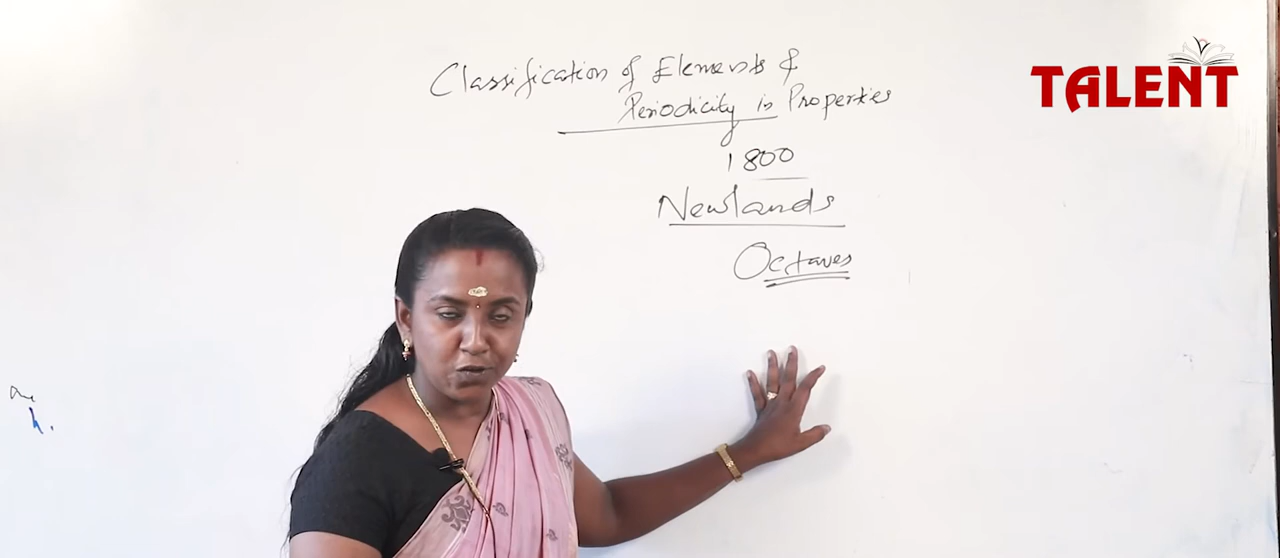 TALENT
Classification of Elements &
Periodicity in Properties
1800
Newlands
Octaves
h.